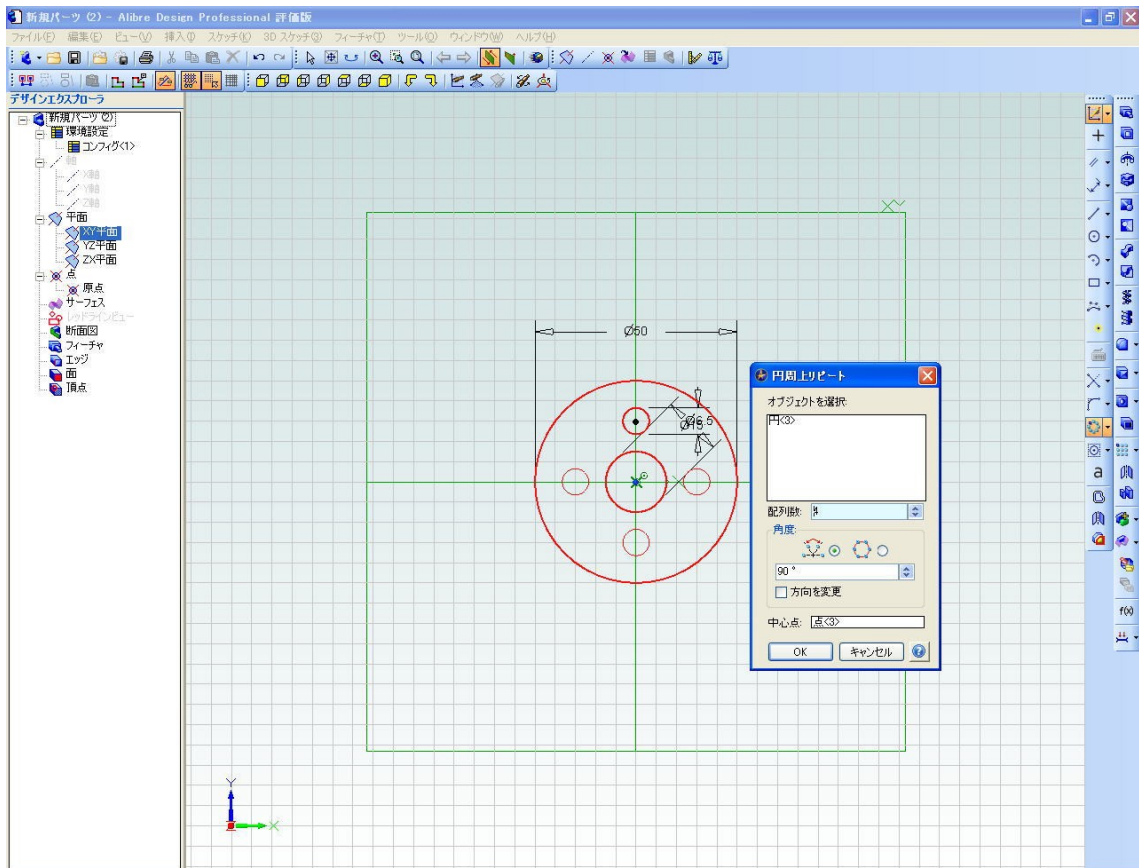 新規パーツ (2) - Alibre Design Professional 評価版
ファイル(F) 編集(E) ビュー(V) 挿入(I) スケッチ(K) 3D スケッチ(3) フィーチャ(T) ツール(O) ウィンドウ(W) ヘルプ(H)
デザインエクスプローラ
新規パーツ (2)
環境設定
コンフィグ<1>
軸
X軸
Y軸
Z軸
平面
XY平面
YZ平面
ZX平面
点
原点
サーフェス
レッドラインビュー
断面図
フィーチャ
エッジ
面
頂点
Ø50
円周上リピート
オブジェクトを選択:
円<3>
配列数:
角度:
90 °
方向を変更
中心点: 点<3>
OK キャンセル
a
f(x)
Y
X